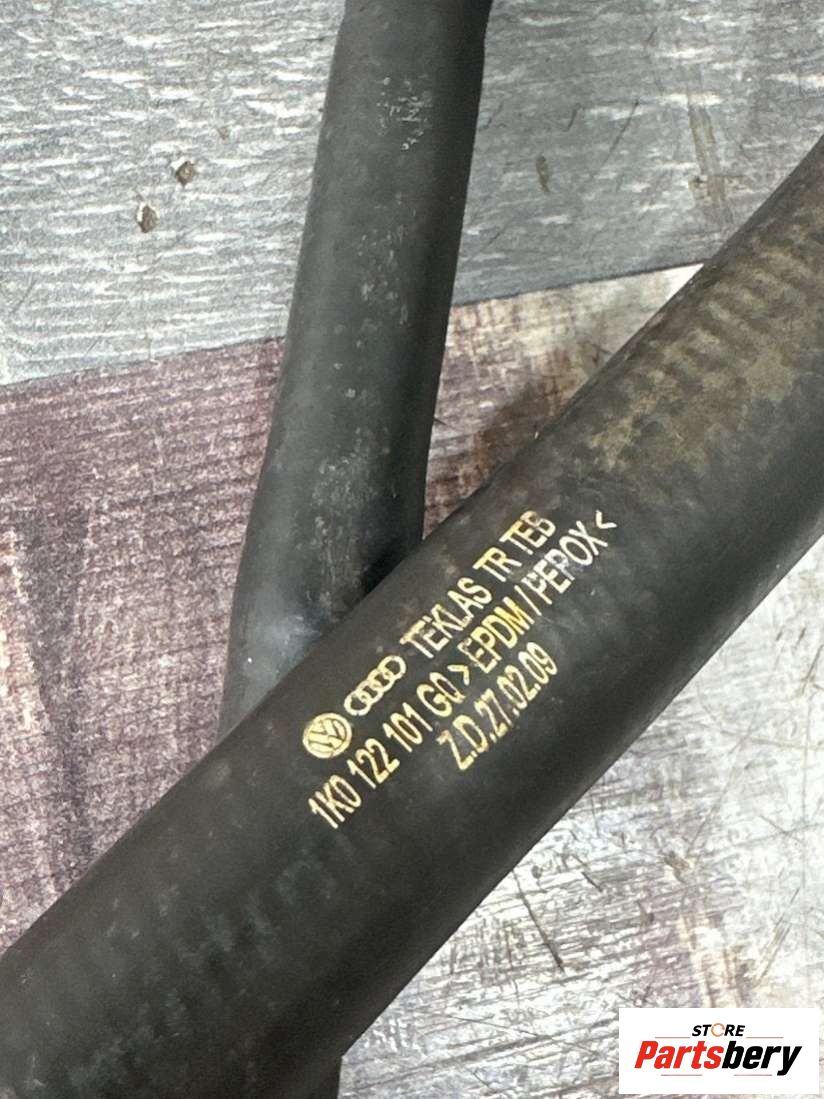 TEKLAS TR TEB
1K0 122 101 GQ >EPDM/PEROX<
Z.D.27.02.09
STORE
Partsbery